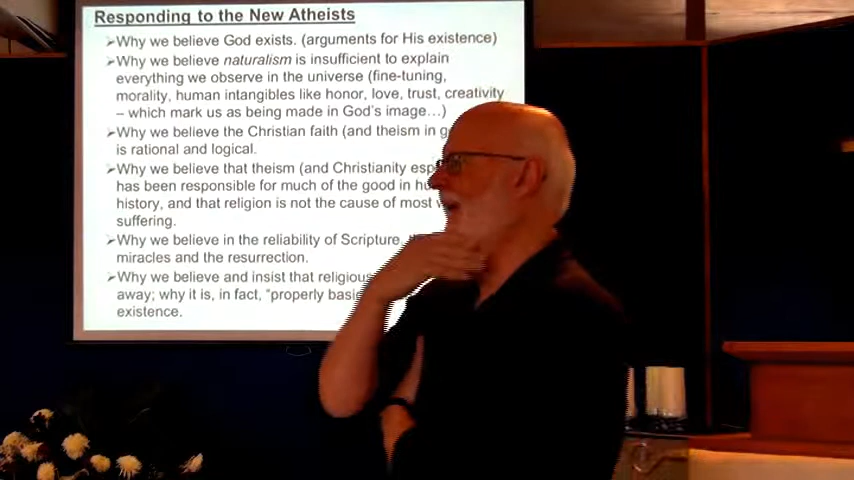 Responding to the New Atheists
➢Why we believe God exists. (arguments for His existence)
➢Why we believe naturalism is insufficient to explain
everything we observe in the universe (fine-tuning,
morality, human intangibles like honor, love, trust, creativity
– which mark us as being made in God's image…)
➢Why we believe the Christian faith (and theism in
is rational and logical.
➢Why we believe that theism (and Christianity
has been responsible for much of the good in
history, and that religion is not the cause of most
suffering.
➢Why we believe in the reliability of Scripture,
miracles and the resurrection.
➢Why we believe and insist that religious
away; why it is, in fact, "properly
existence.